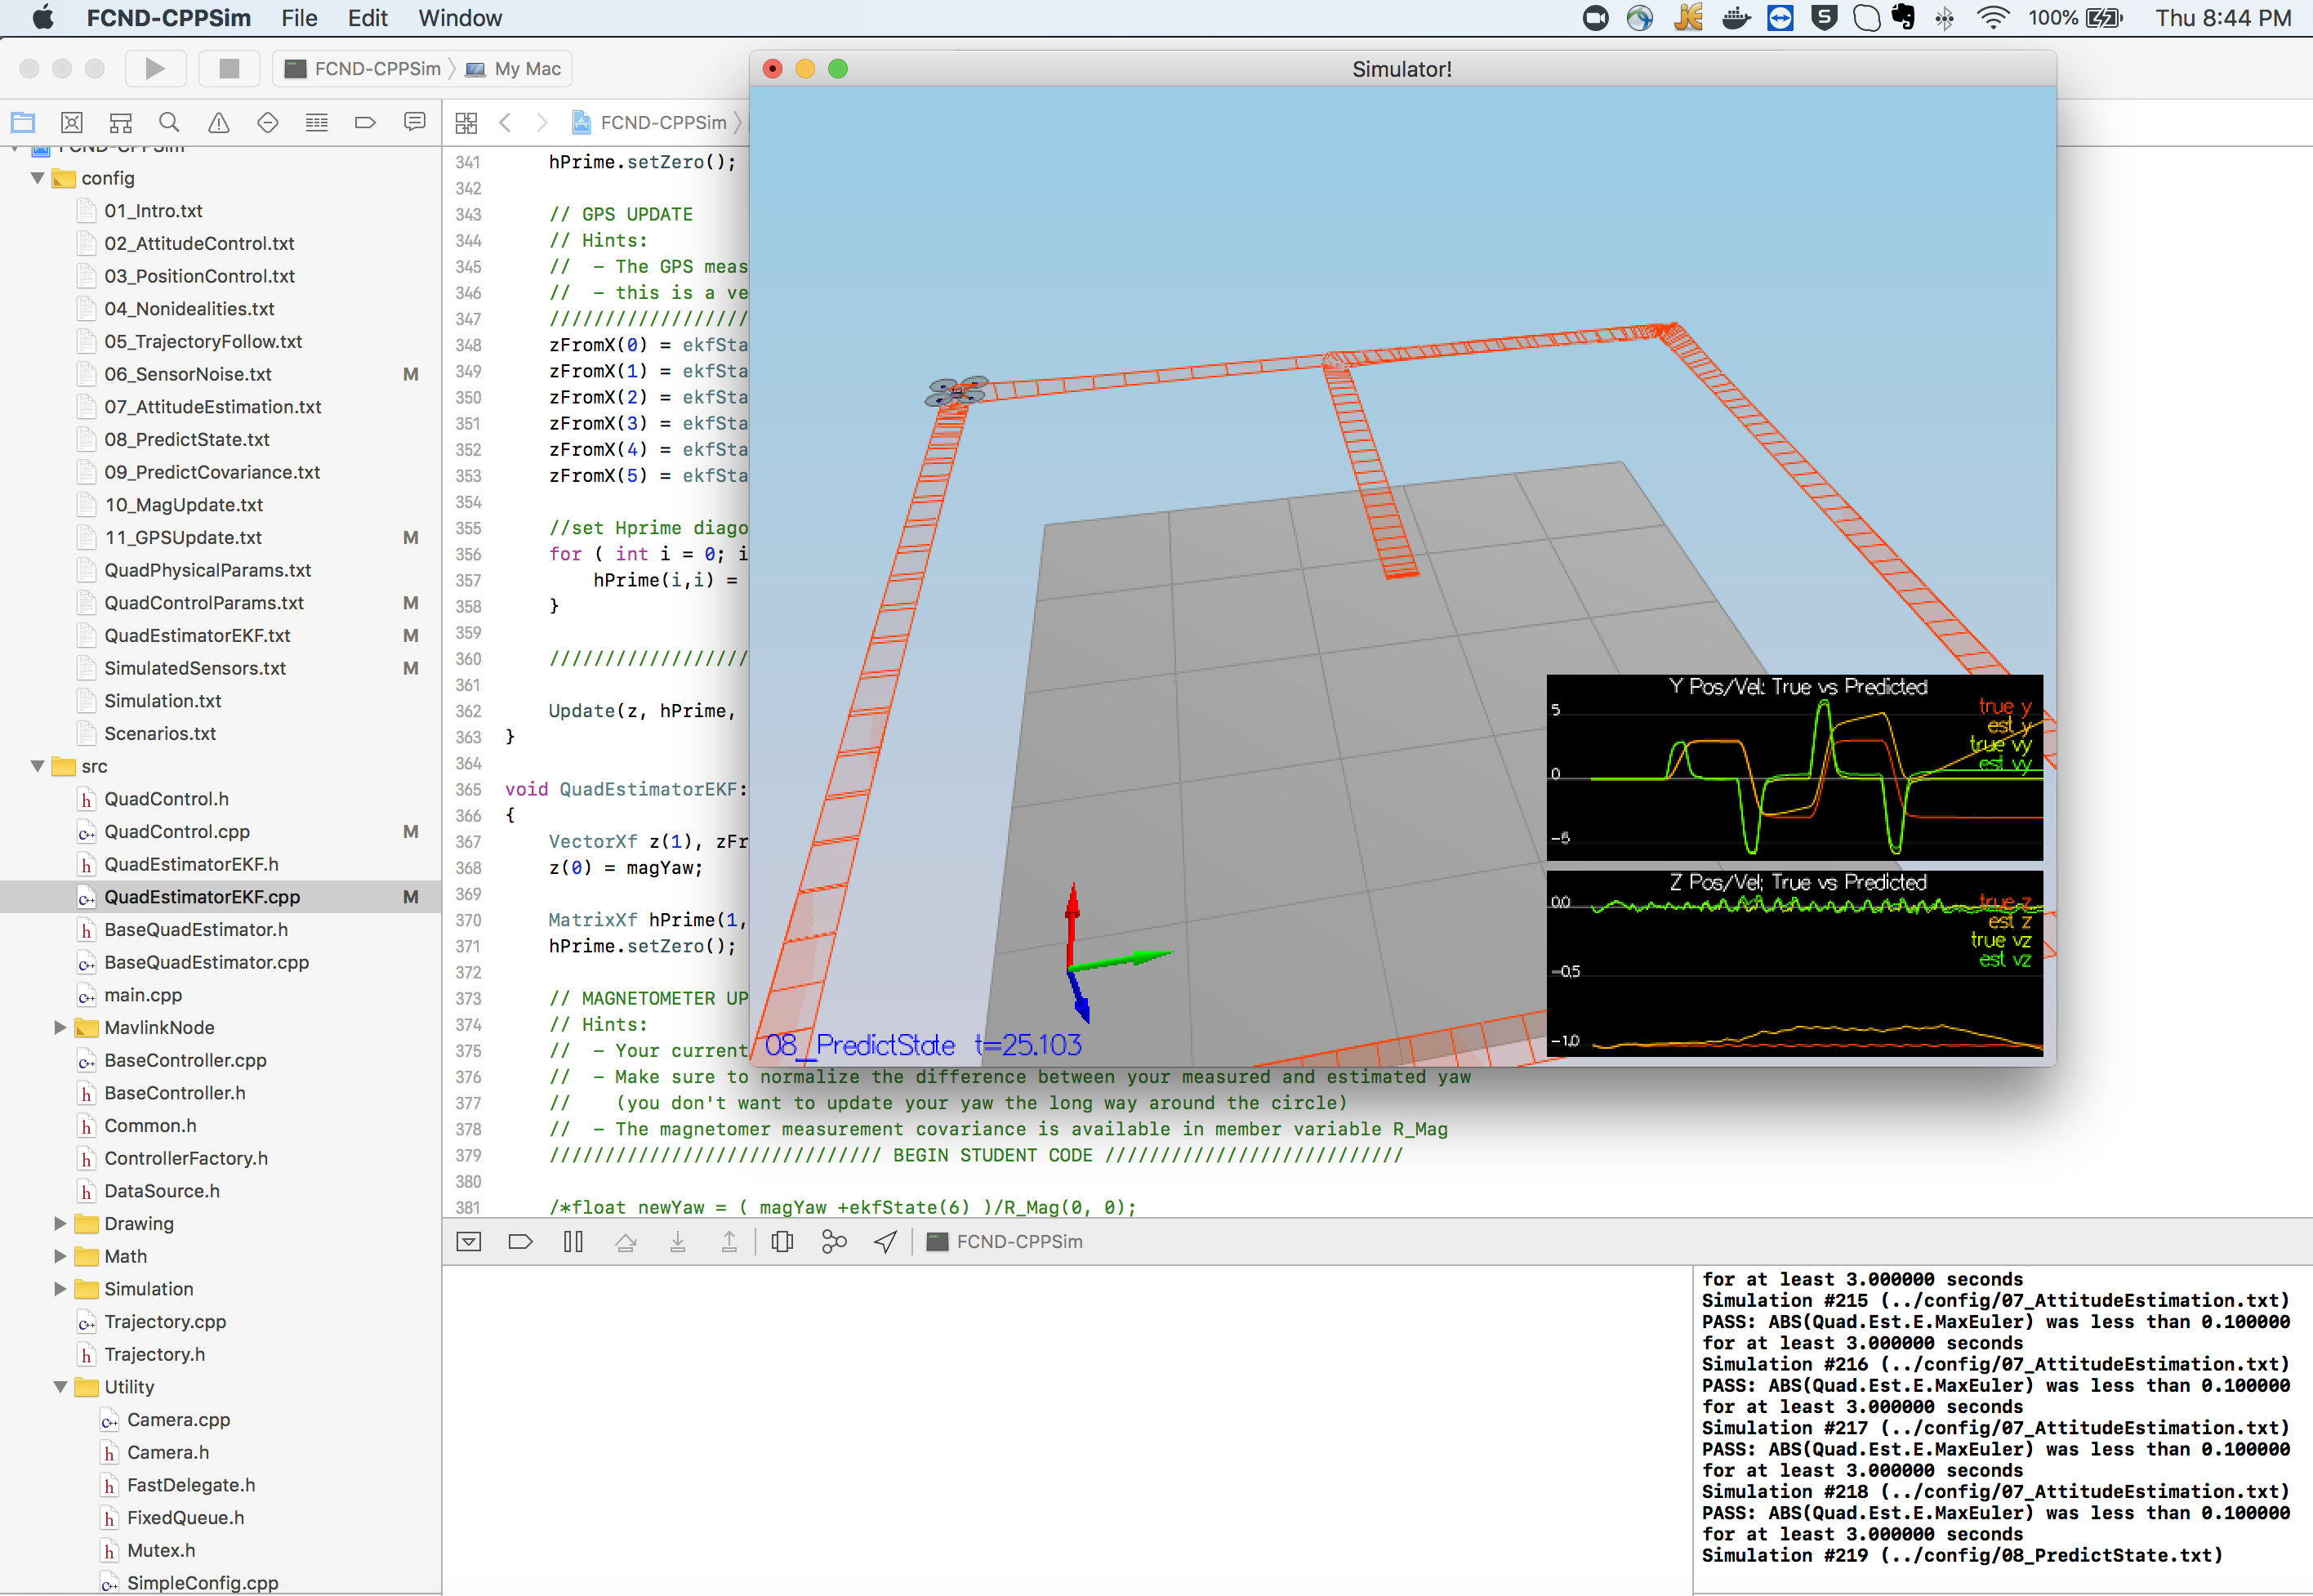 FCND-CPPSim File Edit Window 100% Thu 8:44 PM
FCND-CPPSim My Mac
Simulator!
FCND-CPPSim
config
01_Intro.txt
02_AttitudeControl.txt
03_PositionControl.txt
04_Nonidealities.txt
05_TrajectoryFollow.txt
06_SensorNoise.txt M
07_AttitudeEstimation.txt
08_PredictState.txt
09_PredictCovariance.txt
10_MagUpdate.txt
11_GPSUpdate.txt M
QuadPhysicalParams.txt
QuadControlParams.txt M
QuadEstimatorEKF.txt M
SimulatedSensors.txt M
Simulation.txt
Scenarios.txt
src
QuadControl.h
QuadControl.cpp M
QuadEstimatorEKF.h
QuadEstimatorEKF.cpp M
BaseQuadEstimator.h
BaseQuadEstimator.cpp
main.cpp
MavlinkNode
BaseController.cpp
BaseController.h
Common.h
ControllerFactory.h
DataSource.h
Drawing
Math
Simulation
Trajectory.cpp
Trajectory.h
Utility
Camera.cpp
Camera.h
FastDelegate.h
FixedQueue.h
Mutex.h
SimpleConfig.cpp
FCND-CPPSim
341 hPrime.setZero();
342
343 // GPS UPDATE
344 // Hints:
345 // - The GPS meas
346 // - this is a ve
347 //////////////////
348 zFromX(0) = ekfSta
349 zFromX(1) = ekfSta
350 zFromX(2) = ekfSta
351 zFromX(3) = ekfSta
352 zFromX(4) = ekfSta
353 zFromX(5) = ekfSta
354
355 //set Hprime diago
356 for ( int i = 0; i
357 hPrime(i,i) =
358 }
359
360 //////////////////
361
362 Update(z, hPrime,
363 }
364
365 void QuadEstimatorEKF:
366 {
367 VectorXf z(1), zFr
368 z(0) = magYaw;
369
370 MatrixXf hPrime(1,
371 hPrime.setZero();
372
373 // MAGNETOMETER UP
374 // Hints:
375 // - Your current
376 // - Make sure to normalize the difference between your measured and estimated yaw
377 // (you don't want to update your yaw the long way around the circle)
378 // - The magnetomer measurement covariance is available in member variable R_Mag
379 ////////////////////////////// BEGIN STUDENT CODE ///////////////////////////
380
381 /*float newYaw = ( magYaw +ekfState(6) )/R_Mag(0, 0);
Y Pos/Vel: True vs Predicted
5
0
-5
true y
est y
true vy
est vy
Z Pos/Vel; True vs Predicted
0.0
-0.5
-1.0
true z
est z
true vz
est vz
08_PredictState t=25.103
FCND-CPPSim
for at least 3.000000 seconds
Simulation #215 (../config/07_AttitudeEstimation.txt)
PASS: ABS(Quad.Est.E.MaxEuler) was less than 0.100000
for at least 3.000000 seconds
Simulation #216 (../config/07_AttitudeEstimation.txt)
PASS: ABS(Quad.Est.E.MaxEuler) was less than 0.100000
for at least 3.000000 seconds
Simulation #217 (../config/07_AttitudeEstimation.txt)
PASS: ABS(Quad.Est.E.MaxEuler) was less than 0.100000
for at least 3.000000 seconds
Simulation #218 (../config/07_AttitudeEstimation.txt)
PASS: ABS(Quad.Est.E.MaxEuler) was less than 0.100000
for at least 3.000000 seconds
Simulation #219 (../config/08_PredictState.txt)